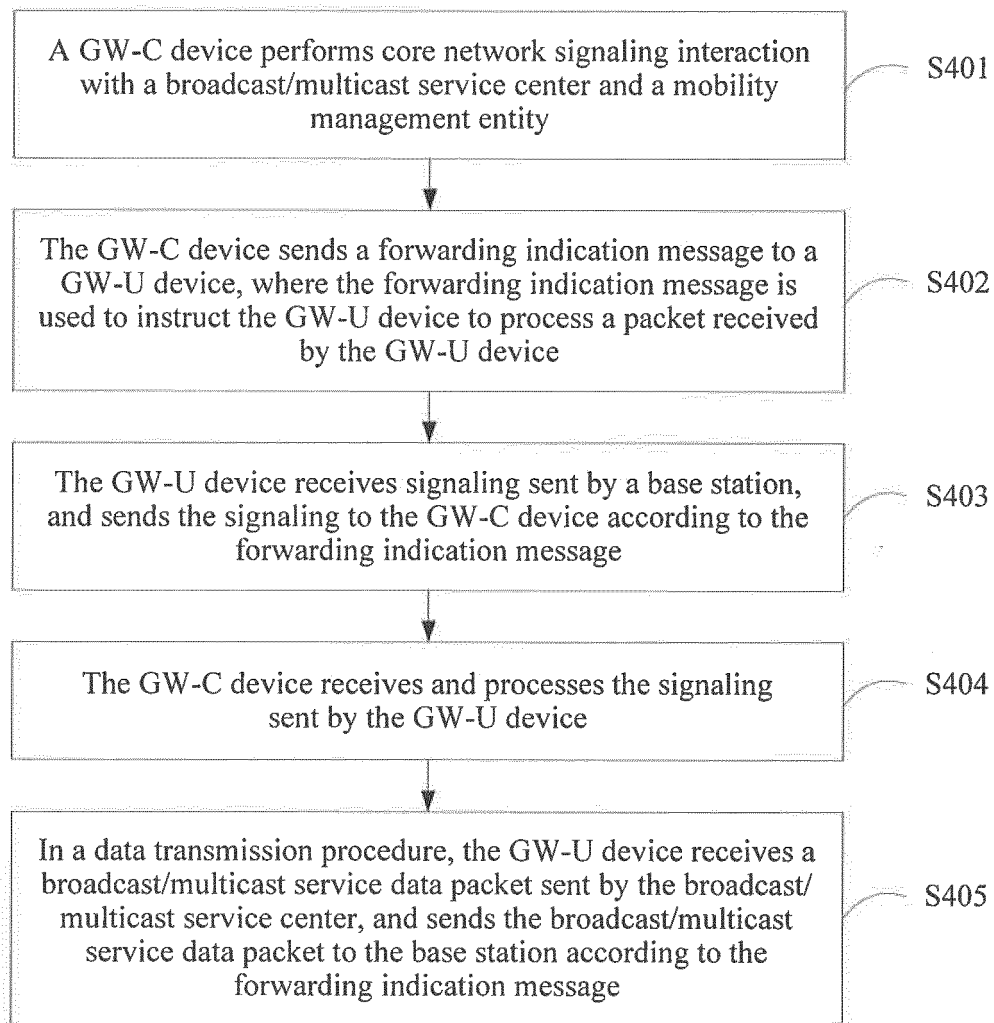 A GW-C device performs core network signaling interaction
with a broadcast/multicast service center and a mobility
management entity
S401
The GW-C device sends a forwarding indication message to a
GW-U device, where the forwarding indication message is
used to instruct the GW-U device to process a packet received
by the GW-U device
S402
The GW-U device receives signaling sent by a base station,
and sends the signaling to the GW-C device according to the
forwarding indication message
S403
The GW-C device receives and processes the signaling
sent by the GW-U device
S404
In a data transmission procedure, the GW-U device receives a
broadcast/multicast service data packet sent by the broadcast/
multicast service center, and sends the broadcast/multicast
service data packet to the base station according to the
forwarding indication message
S405